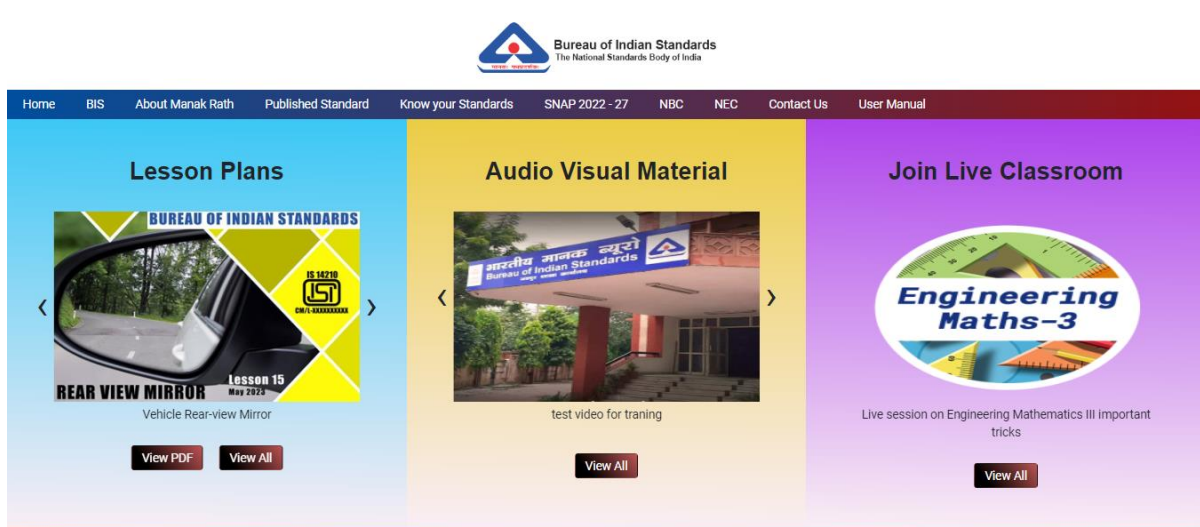 Bureau of Indian Standards
The National Standards Body of India
Home BIS About Manak Rath Published Standard Know your Standards SNAP 2022 - 27 NBC NEC Contact Us User Manual
Lesson Plans
BUREAU OF INDIAN STANDARDS
IS 14210
ISI
CM/L-XXXXXXXXXX
REAR VIEW MIRROR
Lesson 15
May 2023
Vehicle Rear-view Mirror
View PDF View All
Audio Visual Material
भारतीय मानक ब्यूरो
Bureau of Indian Standards
test video for traning
View All
Join Live Classroom
Engineering
Maths-3
Live session on Engineering Mathematics III important
tricks
View All